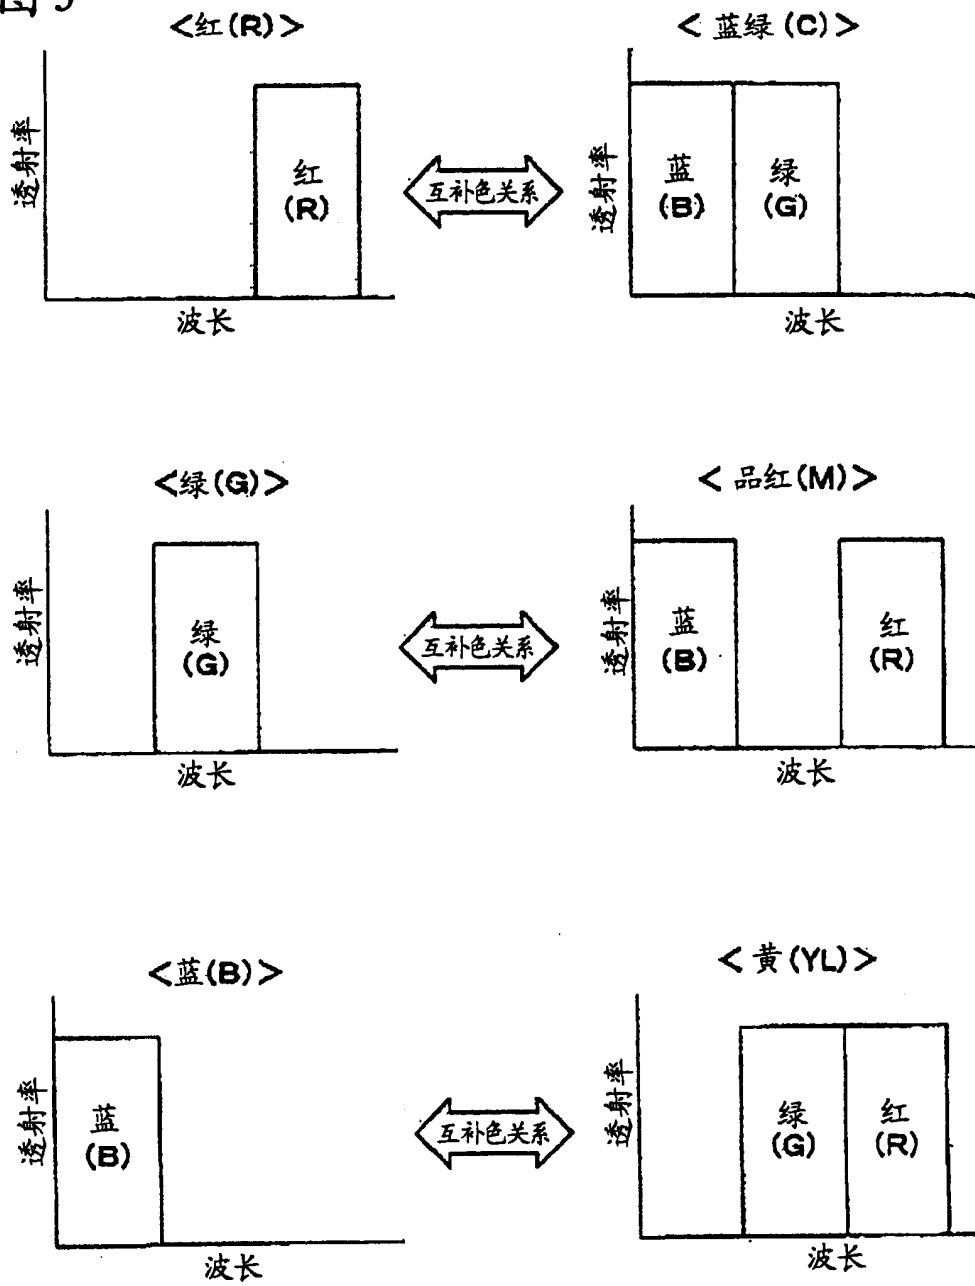 <红(R)>
透射率
红
(R)
波长
互补色关系
< 蓝绿(C)>
透射率
蓝
(B)
绿
(G)
波长
<绿(G)>
透射率
绿
(G)
波长
互补色关系
< 品红(M)>
透射率
蓝
(B)
红
(R)
波长
<蓝(B)>
透射率
蓝
(B)
波长
互补色关系
< 黄(YL)>
透射率
绿
(G)
红
(R)
波长